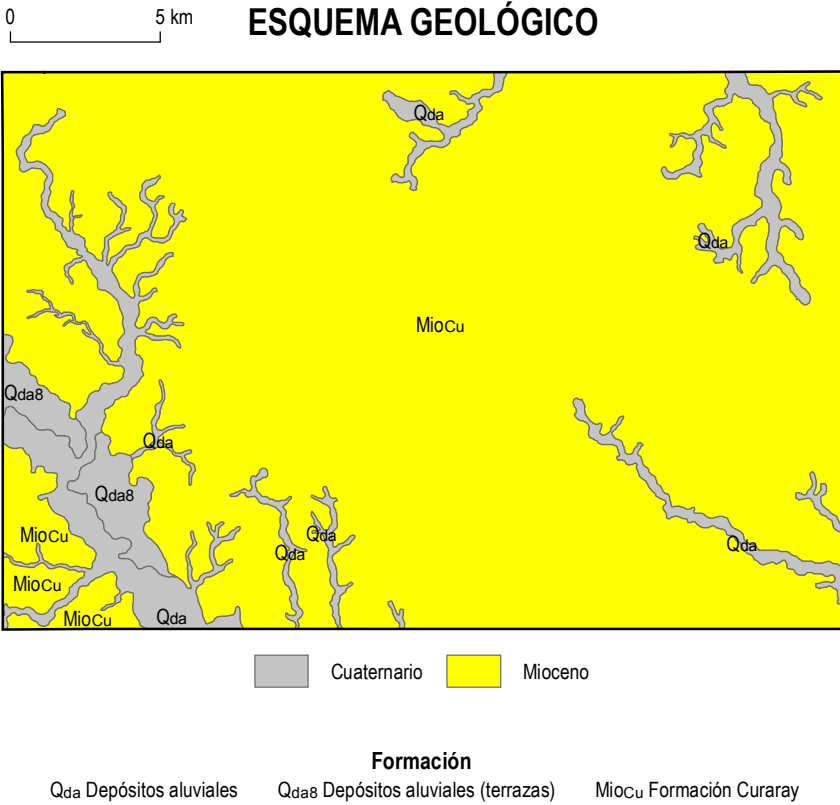 0 5 km
ESQUEMA GEOLÓGICO
Qda
Qda
MioCu
Qda8
Qda
Qda8
MioCu
Qda
Qda
Qda
MioCu
MioCu
Qda
Cuaternario
Mioceno
Formación
Qda Depósitos aluviales
Qda8 Depósitos aluviales (terrazas)
MioCu Formación Curaray